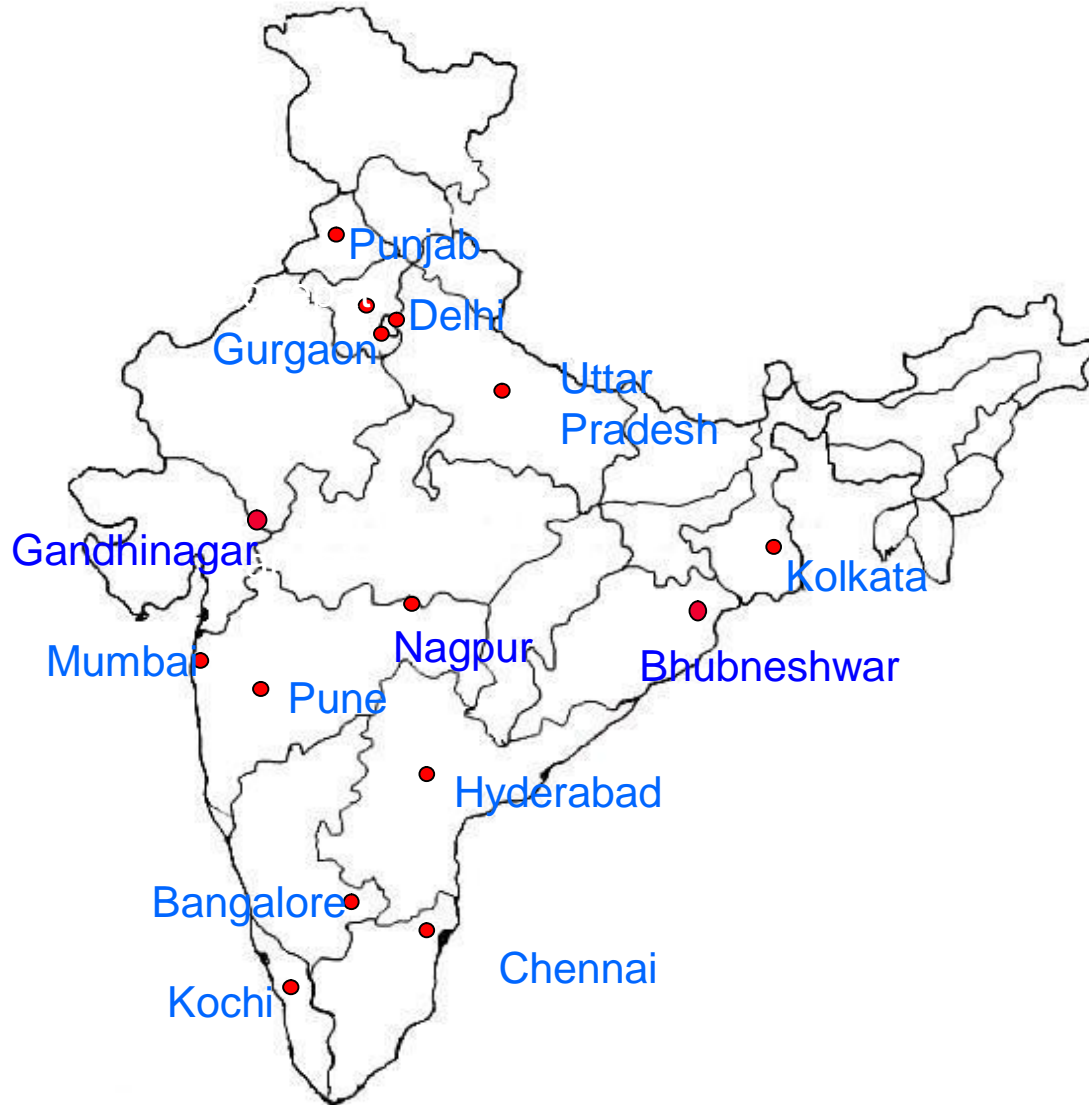 Punjab
Delhi
Gurgaon
Uttar
Pradesh
Gandhinagar
Kolkata
Nagpur
Mumbai
Bhubneshwar
Pune
Hyderabad
Bangalore
Chennai
Kochi